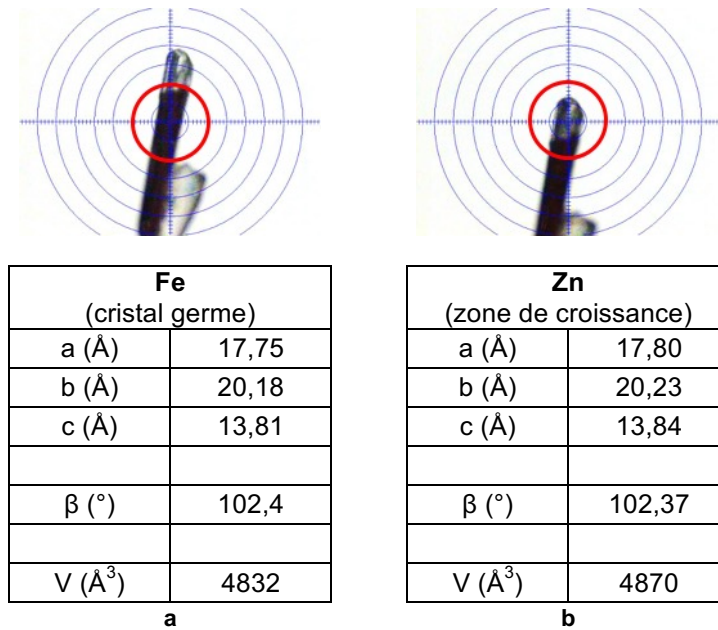 Fe
(cristal germe)
a (Å) 17,75
b (Å) 20,18
c (Å) 13,81
β (°) 102,4
V (Å³) 4832
a
Zn
(zone de croissance)
a (Å) 17,80
b (Å) 20,23
c (Å) 13,84
β (°) 102,37
V (Å³) 4870
b